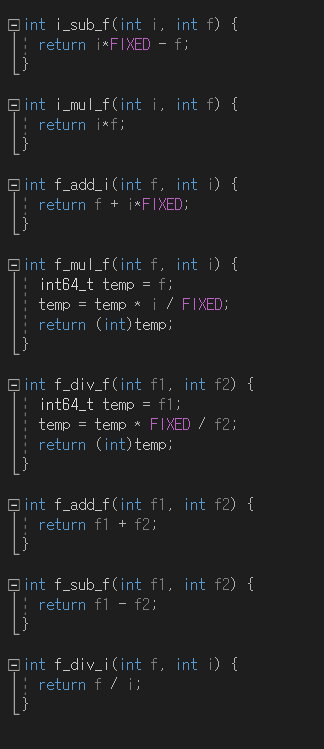 int i_sub_f(int i, int f) {
return i*FIXED - f;
}
int i_mul_f(int i, int f) {
return i*f;
}
int f_add_i(int f, int i) {
return f + i*FIXED;
}
int f_mul_f(int f, int i) {
int64_t temp = f;
temp = temp * i / FIXED;
return (int)temp;
}
int f_div_f(int f1, int f2) {
int64_t temp = f1;
temp = temp * FIXED / f2;
return (int)temp;
}
int f_add_f(int f1, int f2) {
return f1 + f2;
}
int f_sub_f(int f1, int f2) {
return f1 - f2;
}
int f_div_i(int f, int i) {
return f / i;
}